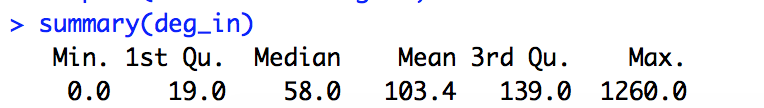 > summary(deg_in)
Min. 1st Qu. Median Mean 3rd Qu. Max.
0.0 19.0 58.0 103.4 139.0 1260.0